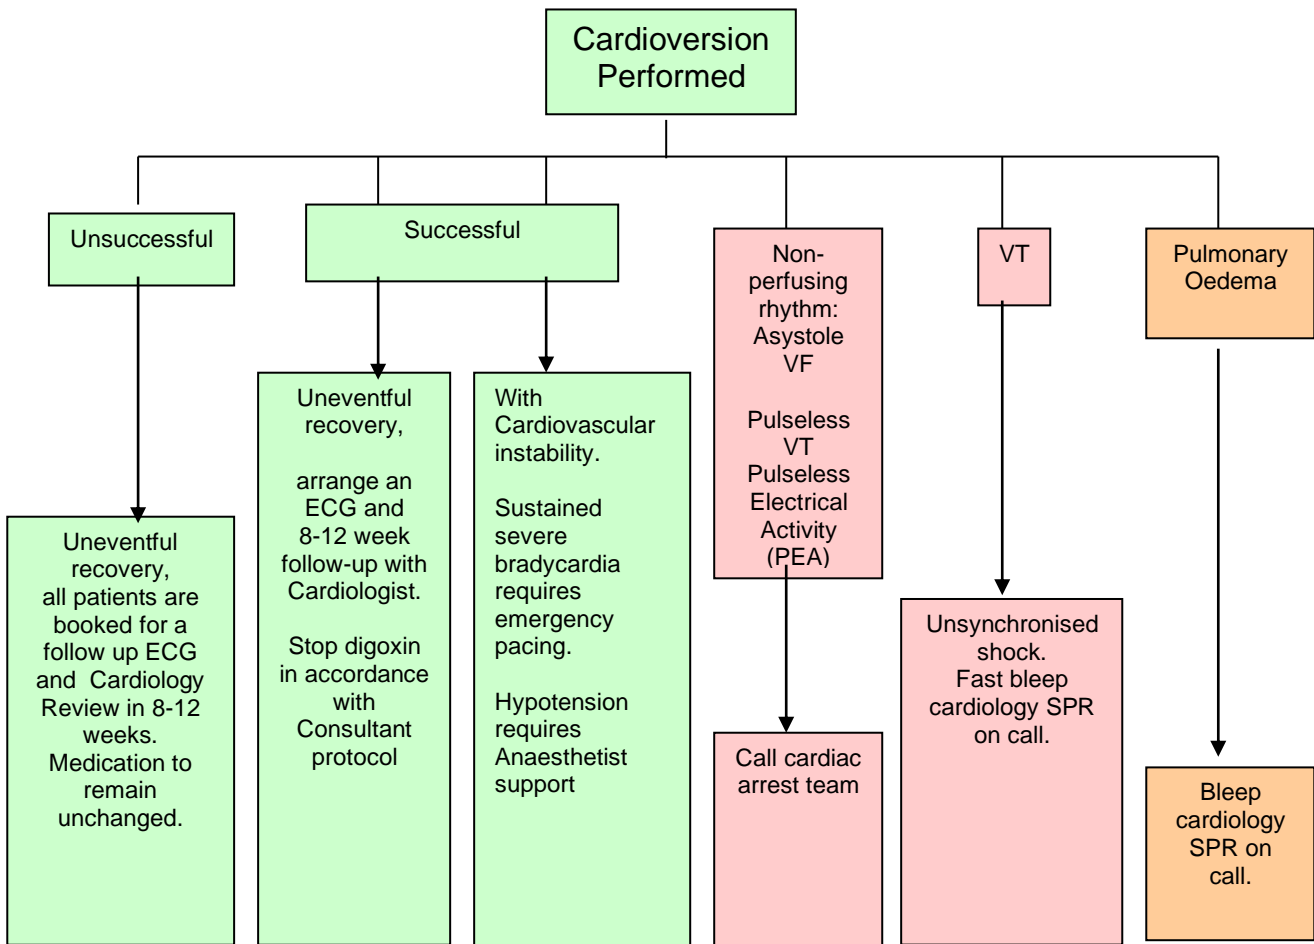 Cardioversion
Performed
Unsuccessful
Successful
Non-
perfusing
rhythm:
Asystole
VF
Pulseless
VT
Pulseless
Electrical
Activity
(PEA)
VT
Pulmonary
Oedema
Uneventful
recovery,
all patients are
booked for a
follow up ECG
and Cardiology
Review in 8-12
weeks.
Medication to
remain
unchanged.
Uneventful
recovery,
arrange an
ECG and
8-12 week
follow-up with
Cardiologist.
Stop digoxin
in accordance
with
Consultant
protocol
With
Cardiovascular
instability.
Sustained
severe
bradycardia
requires
emergency
pacing.
Hypotension
requires
Anaesthetist
support
Call cardiac
arrest team
Unsynchronised
shock.
Fast bleep
cardiology SPR
on call.
Bleep
cardiology
SPR on
call.